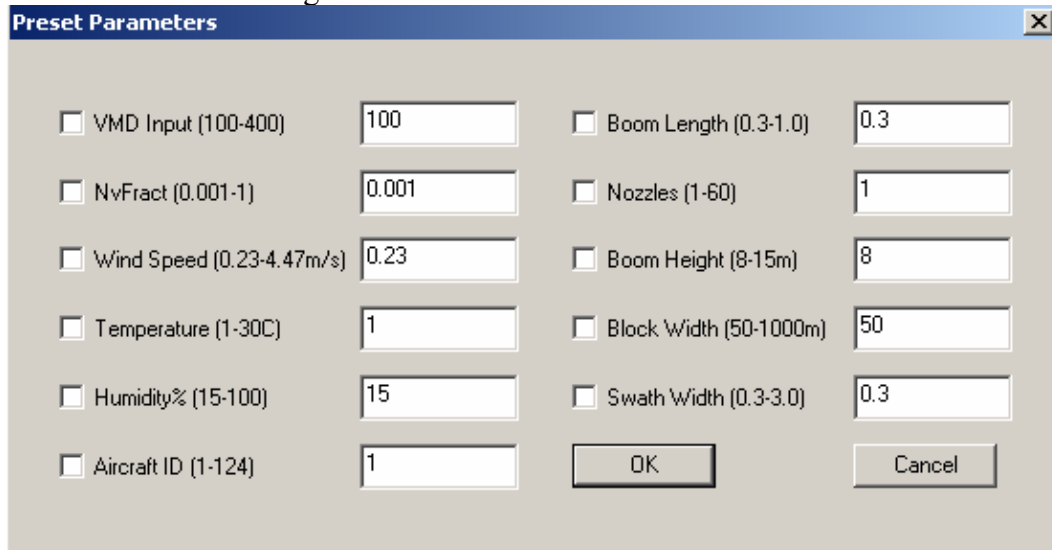 Preset Parameters
VMD Input (100-400) 100
Boom Length (0.3-1.0) 0.3
NvFract (0.001-1) 0.001
Nozzles (1-60) 1
Wind Speed (0.23-4.47m/s) 0.23
Boom Height (8-15m) 8
Temperature (1-30C) 1
Block Width (50-1000m) 50
Humidity% (15-100) 15
Swath Width (0.3-3.0) 0.3
Aircraft ID (1-124) 1
OK
Cancel